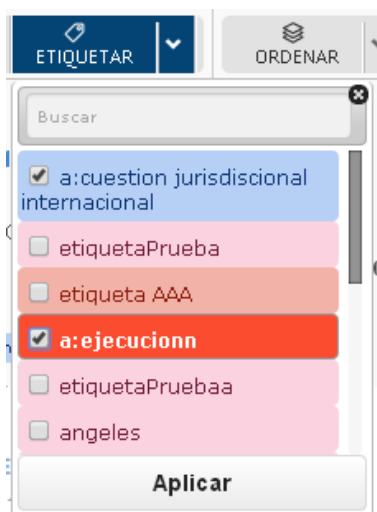 ETIQUETAR
ORDENAR
Buscar
a:cuestion jurisdiscional
internacional
etiquetaPrueba
etiqueta AAA
a:ejecucionn
etiquetaPruebaa
angeles
Aplicar